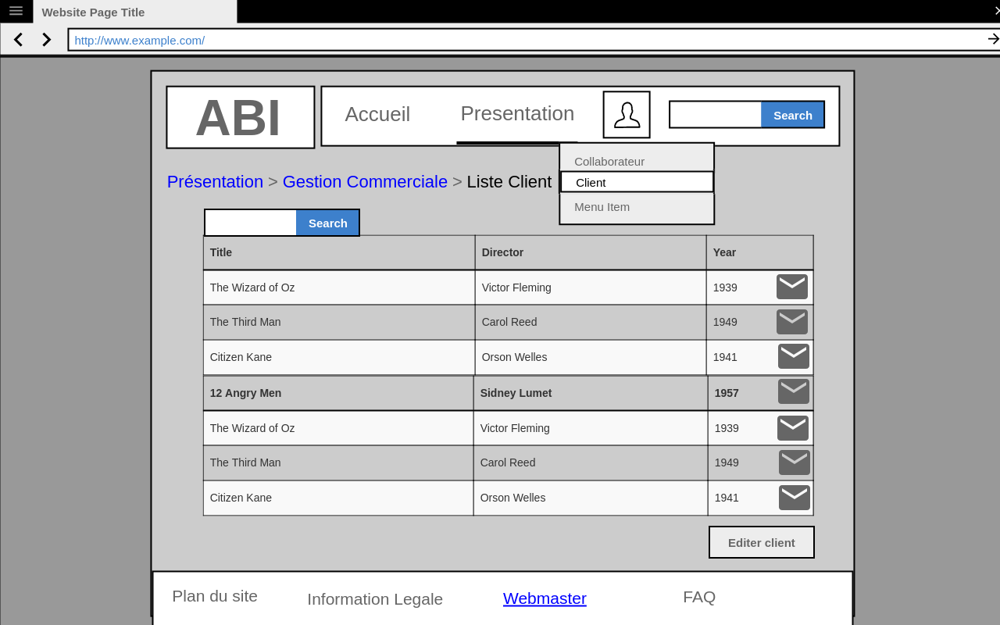 Website Page Title
http://www.example.com/
ABI
Accueil
Presentation
Search
Collaborateur
Client
Menu Item
Présentation > Gestion Commerciale > Liste Client
Search
Title Director Year
The Wizard of Oz Victor Fleming 1939
The Third Man Carol Reed 1949
Citizen Kane Orson Welles 1941
12 Angry Men Sidney Lumet 1957
The Wizard of Oz Victor Fleming 1939
The Third Man Carol Reed 1949
Citizen Kane Orson Welles 1941
Editer client
Plan du site Information Legale Webmaster FAQ